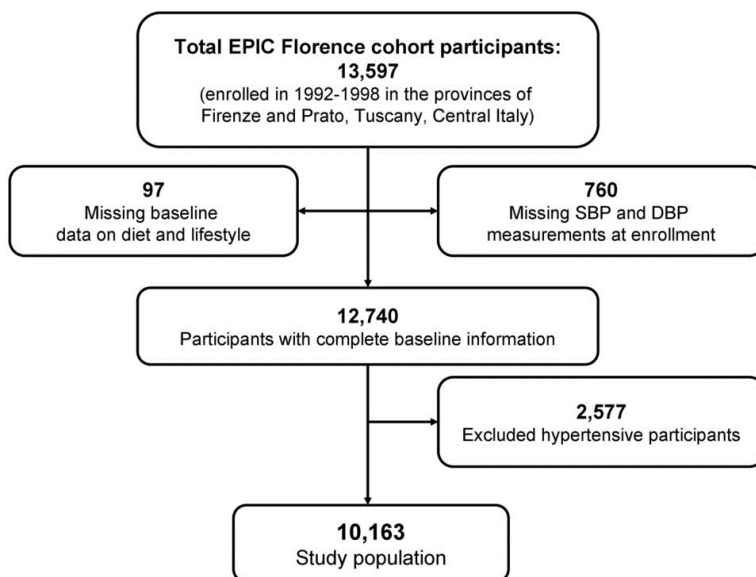 Total EPIC Florence cohort participants:
13,597
(enrolled in 1992-1998 in the provinces of
Firenze and Prato, Tuscany, Central Italy)
97
Missing baseline
data on diet and lifestyle
760
Missing SBP and DBP
measurements at enrollment
12,740
Participants with complete baseline information
2,577
Excluded hypertensive participants
10,163
Study population